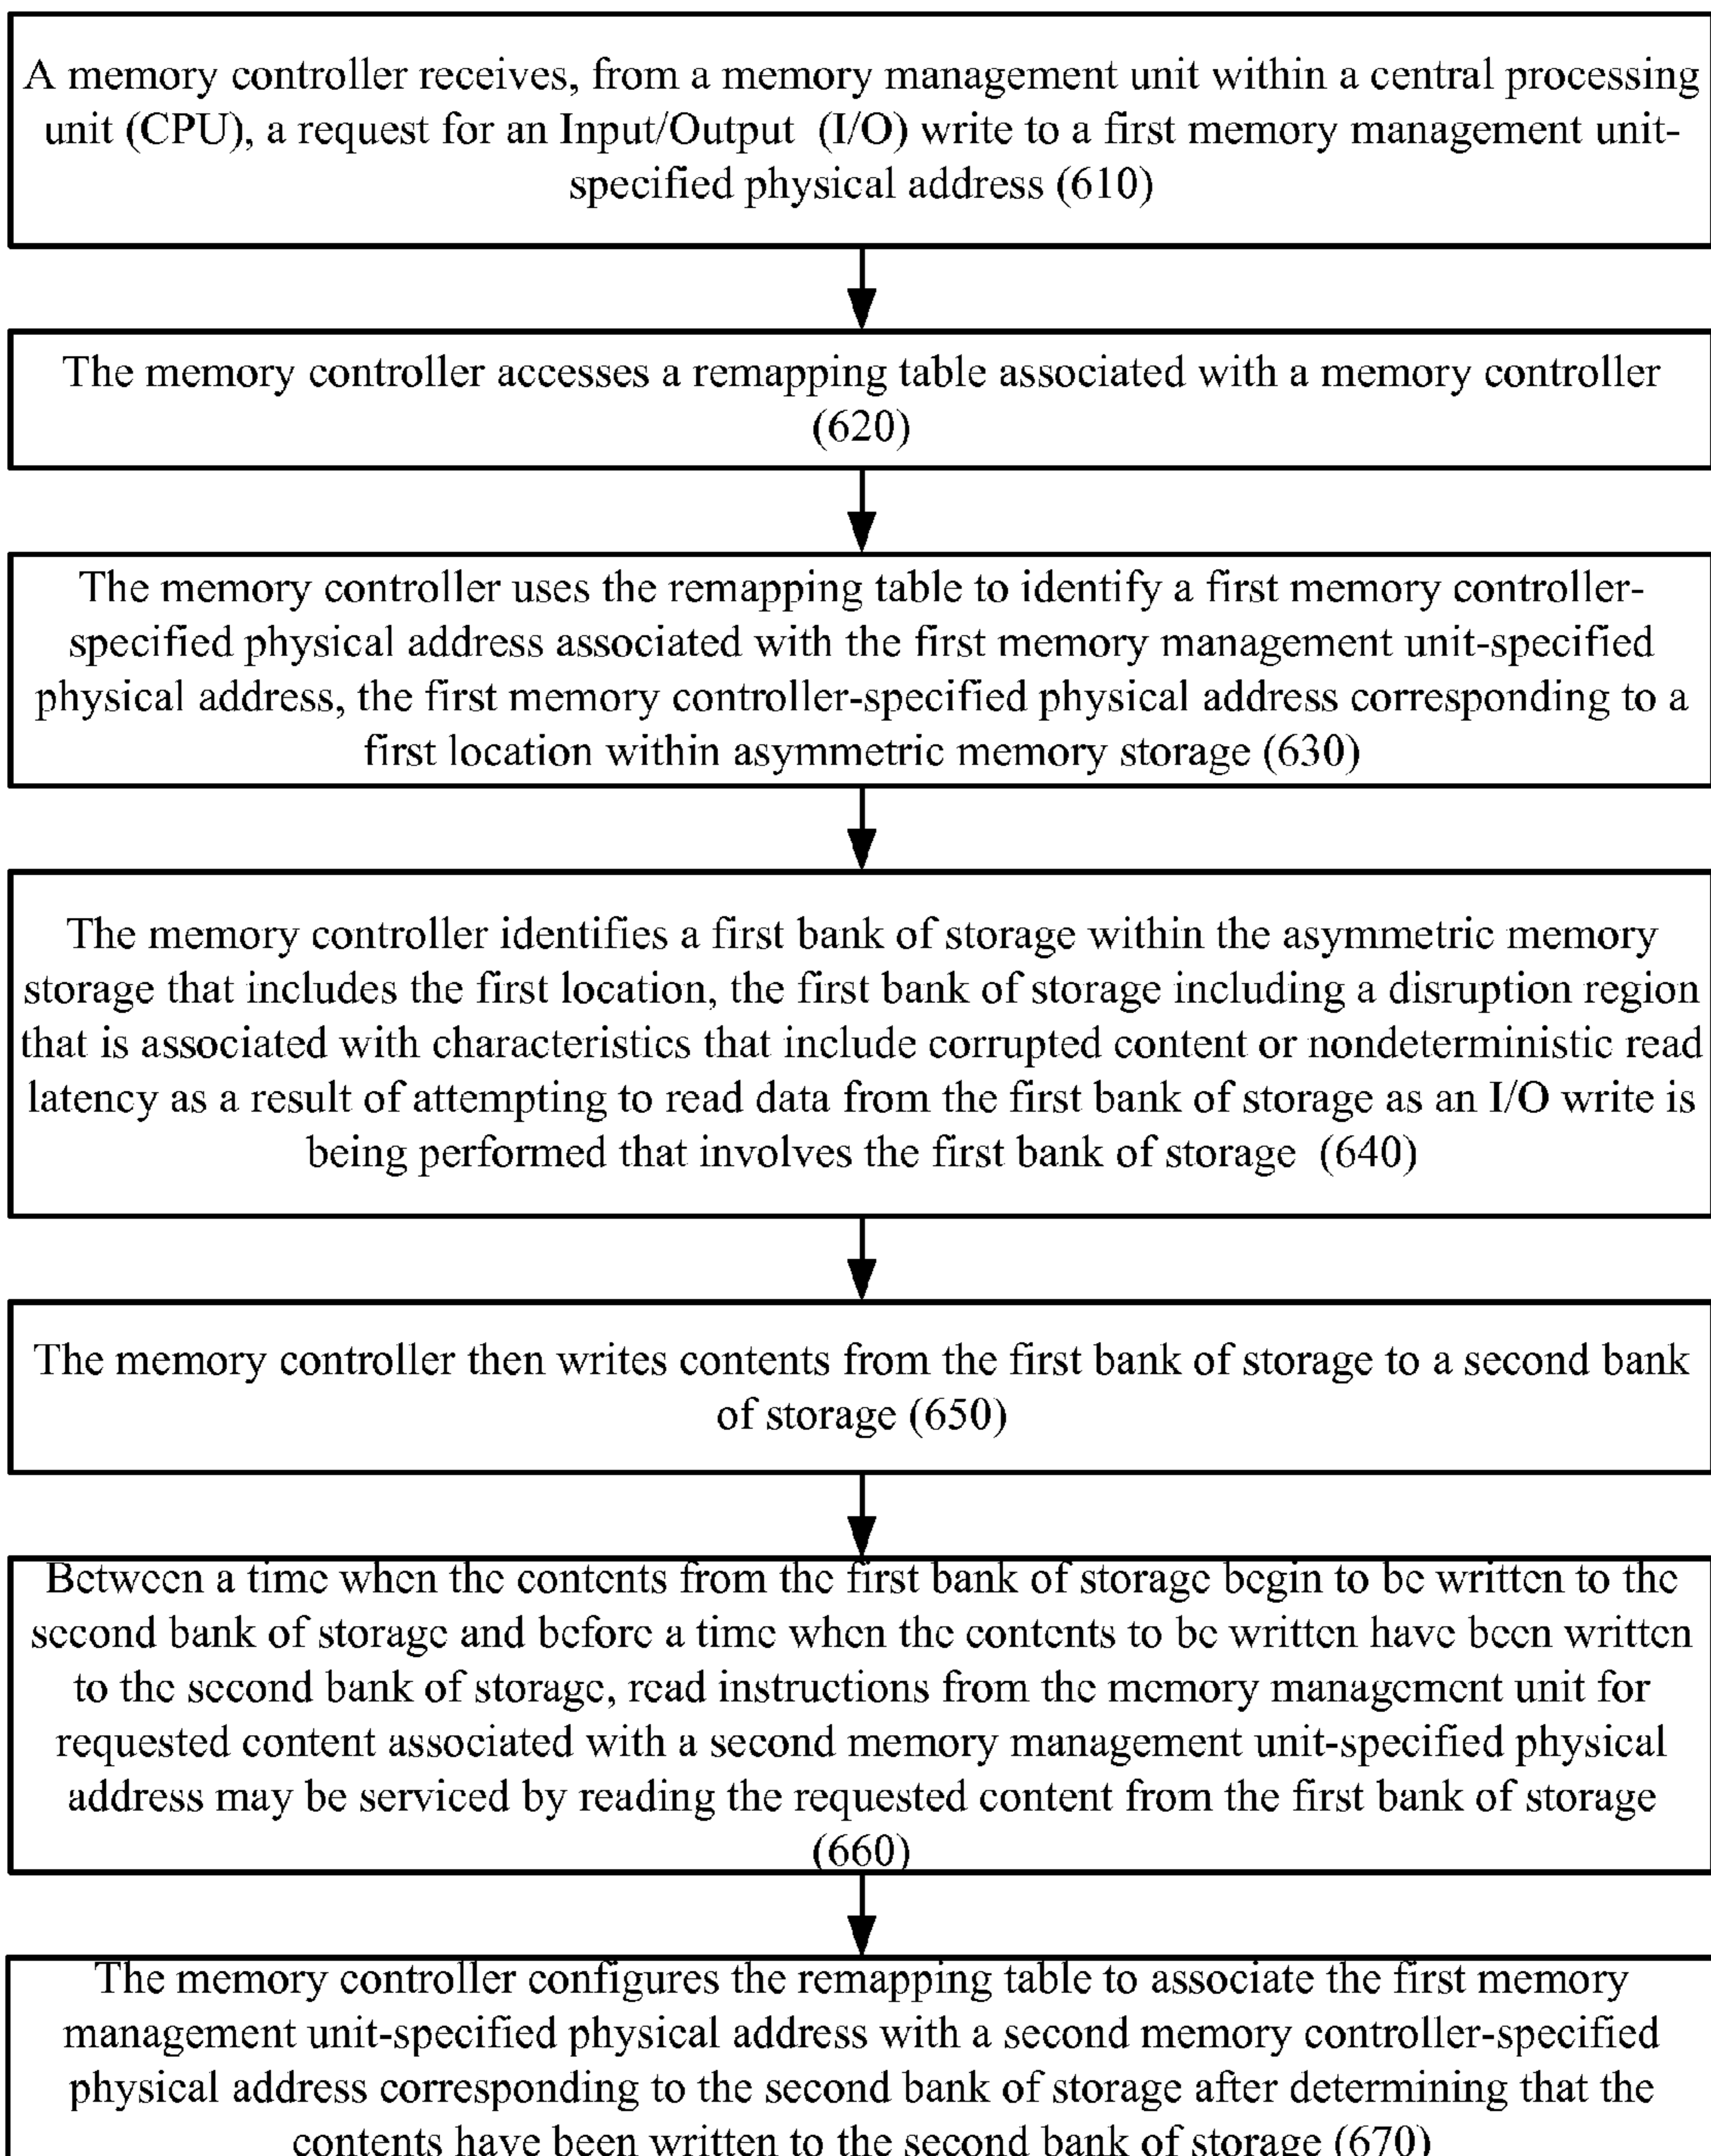 A memory controller receives, from a memory management unit within a central processing
unit (CPU), a request for an Input/Output (I/O) write to a first memory management unit-
specified physical address (610)
The memory controller accesses a remapping table associated with a memory controller
(620)
The memory controller uses the remapping table to identify a first memory controller-
specified physical address associated with the first memory management unit-specified
physical address, the first memory controller-specified physical address corresponding to a
first location within asymmetric memory storage (630)
The memory controller identifies a first bank of storage within the asymmetric memory
storage that includes the first location, the first bank of storage including a disruption region
that is associated with characteristics that include corrupted content or nondeterministic read
latency as a result of attempting to read data from the first bank of storage as an I/O write is
being performed that involves the first bank of storage (640)
The memory controller then writes contents from the first bank of storage to a second bank
of storage (650)
Between a time when the contents from the first bank of storage begin to be written to the
second bank of storage and before a time when the contents to be written have been written
to the second bank of storage, read instructions from the memory management unit for
requested content associated with a second memory management unit-specified physical
address may be serviced by reading the requested content from the first bank of storage
(660)
The memory controller configures the remapping table to associate the first memory
management unit-specified physical address with a second memory controller-specified
physical address corresponding to the second bank of storage after determining that the
contents have been written to the second bank of storage (670)